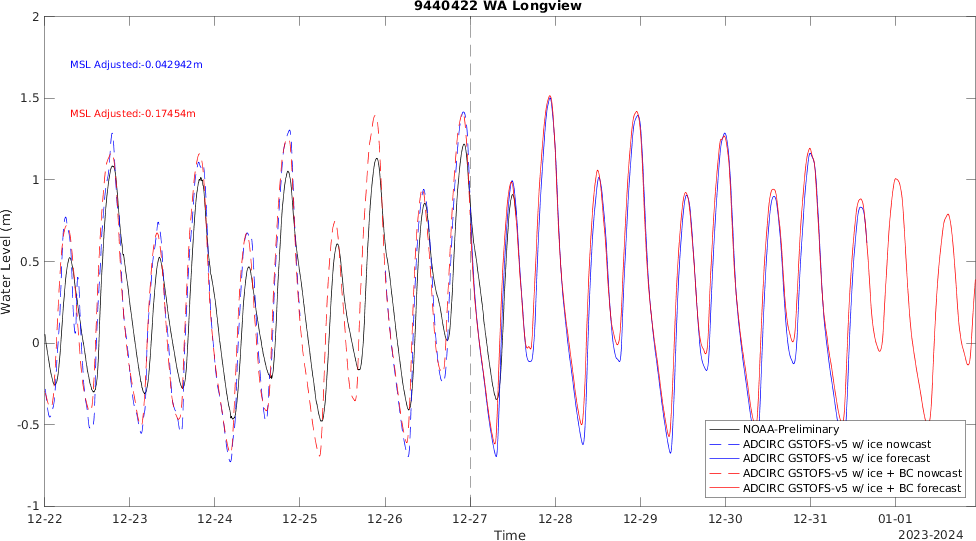 9440422 WA Longview
2
1.5
1
0.5
0
-0.5
-1
Water Level (m)
MSL Adjusted:-0.042942m
MSL Adjusted:-0.17454m
NOAA-Preliminary
ADCIRC GSTOFS-v5 w/ ice nowcast
ADCIRC GSTOFS-v5 w/ ice forecast
ADCIRC GSTOFS-v5 w/ ice + BC nowcast
ADCIRC GSTOFS-v5 w/ ice + BC forecast
12-22 12-23 12-24 12-25 12-26 12-27 12-28 12-29 12-30 12-31 01-01
Time
2023-2024